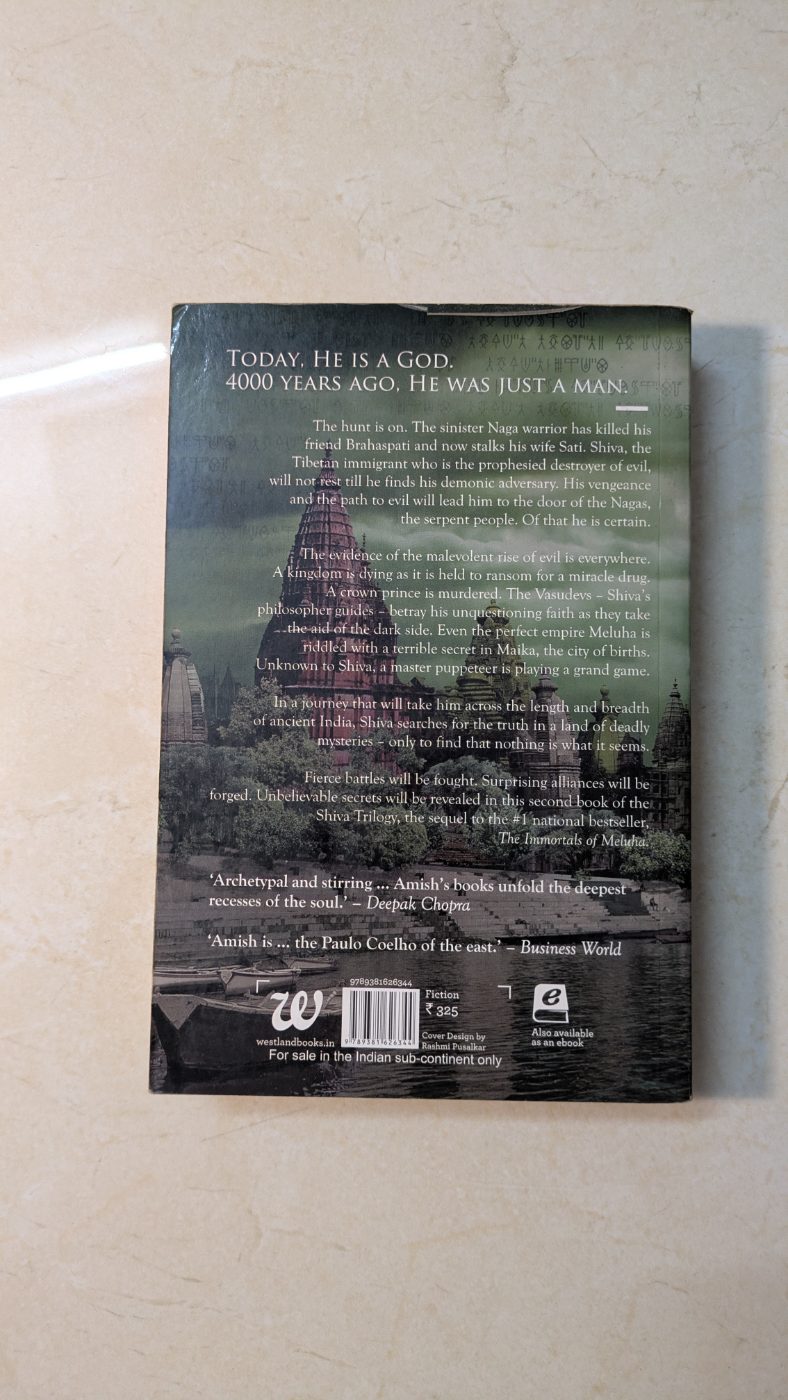 TODAY, HE IS A GOD.
4000 YEARS AGO, HE WAS JUST A MAN.
The hunt is on. The sinister Naga warrior has killed his
friend Brahaspati and now stalks his wife Sati. Shiva, the
Tibetan immigrant who is the prophesied destroyer of evil,
will not rest till he finds his demonic adversary. His vengeance
and the path to evil will lead him to the door of the Nagas,
the serpent people. Of that he is certain.
The evidence of the malevolent rise of evil is everywhere.
A kingdom is dying as it is held to ransom for a miracle drug.
A crown prince is murdered. The Vasudevs – Shiva's
philosopher guides – betray his unquestioning faith as they take
the aid of the dark side. Even the perfect empire Meluha is
riddled with a terrible secret in Maika, the city of births.
Unknown to Shiva, a master puppeteer is playing a grand game.
In a journey that will take him across the length and breadth
of ancient India, Shiva searches for the truth in a land of deadly
mysteries – only to find that nothing is what it seems.
Fierce battles will be fought. Surprising alliances will be
forged. Unbelievable secrets will be revealed in this second book of the
Shiva Trilogy, the sequel to the #1 national bestseller,
The Immortals of Meluha.
'Archetypal and stirring ... Amish's books unfold the deepest
recesses of the soul.' – Deepak Chopra
'Amish is ... the Paulo Coelho of the east.' – Business World
w
westlandbooks.in
9789381626344
9 789381 626344
Fiction
₹ 325
Cover Design by
Rashmi Pusalkar
e
Also available
as an ebook
For sale in the Indian sub-continent only